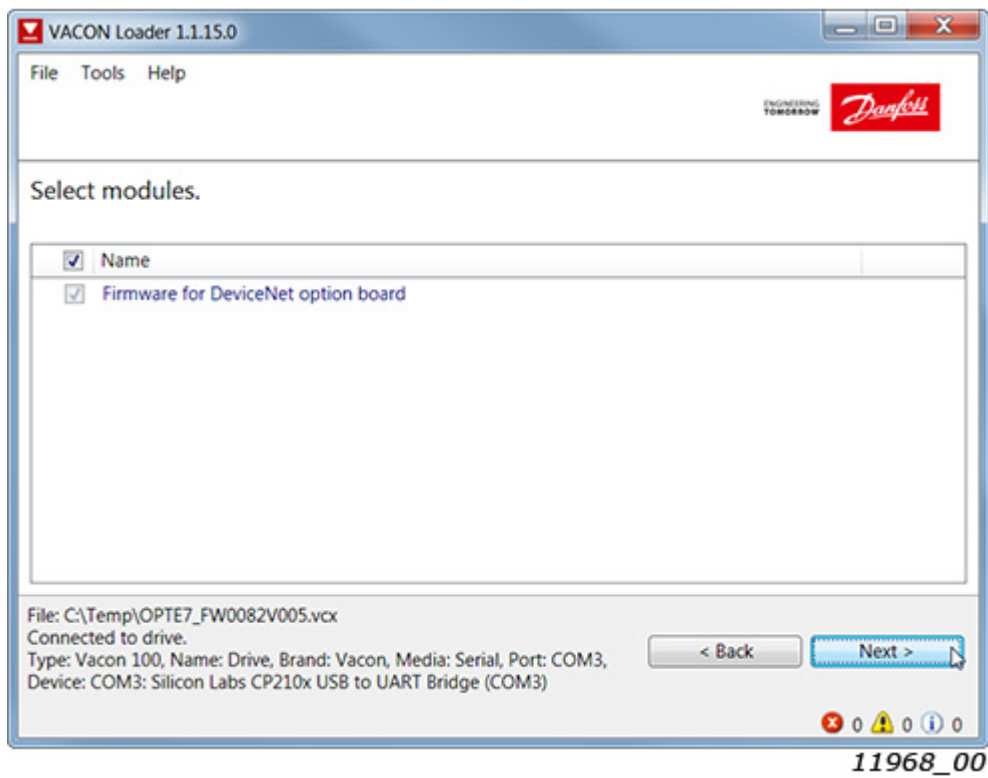 VACON Loader 1.1.15.0
File Tools Help
ENGINEERING
TOMORROW
Danfoss
Select modules.
Name
Firmware for DeviceNet option board
File: C:\Temp\OPTE7_FW0082V005.vcx
Connected to drive.
Type: Vacon 100, Name: Drive, Brand: Vacon, Media: Serial, Port: COM3,
Device: COM3: Silicon Labs CP210x USB to UART Bridge (COM3)
< Back Next >
0 0 0
11968_00